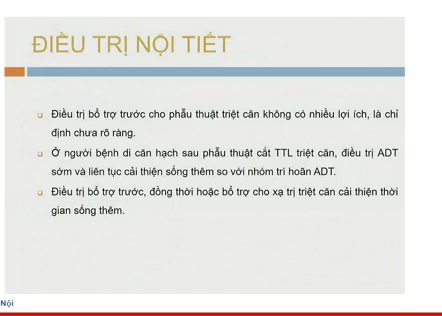 ĐIỀU TRỊ NỘI TIẾT
Điều trị bổ trợ trước cho phẫu thuật triệt căn không có nhiều lợi ích, là chỉ
định chưa rõ ràng.
Ở người bệnh di căn hạch sau phẫu thuật cắt TTL triệt căn, điều trị ADT
sớm và liên tục cải thiện sống thêm so với nhóm trì hoãn ADT.
Điều trị bổ trợ trước, đồng thời hoặc bổ trợ cho xạ trị triệt căn cải thiện thời
gian sống thêm.
Nội